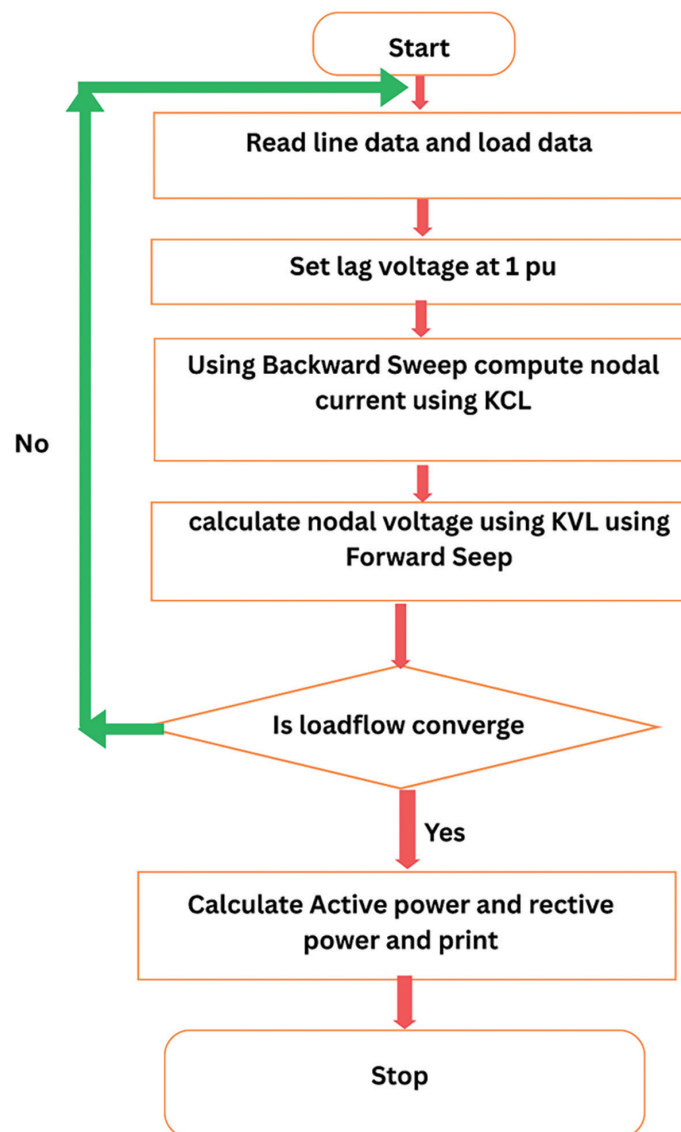 Start
Read line data and load data
Set lag voltage at 1 pu
Using Backward Sweep compute nodal
current using KCL
No
calculate nodal voltage using KVL using
Forward Seep
Is loadflow converge
Yes
Calculate Active power and rective
power and print
Stop